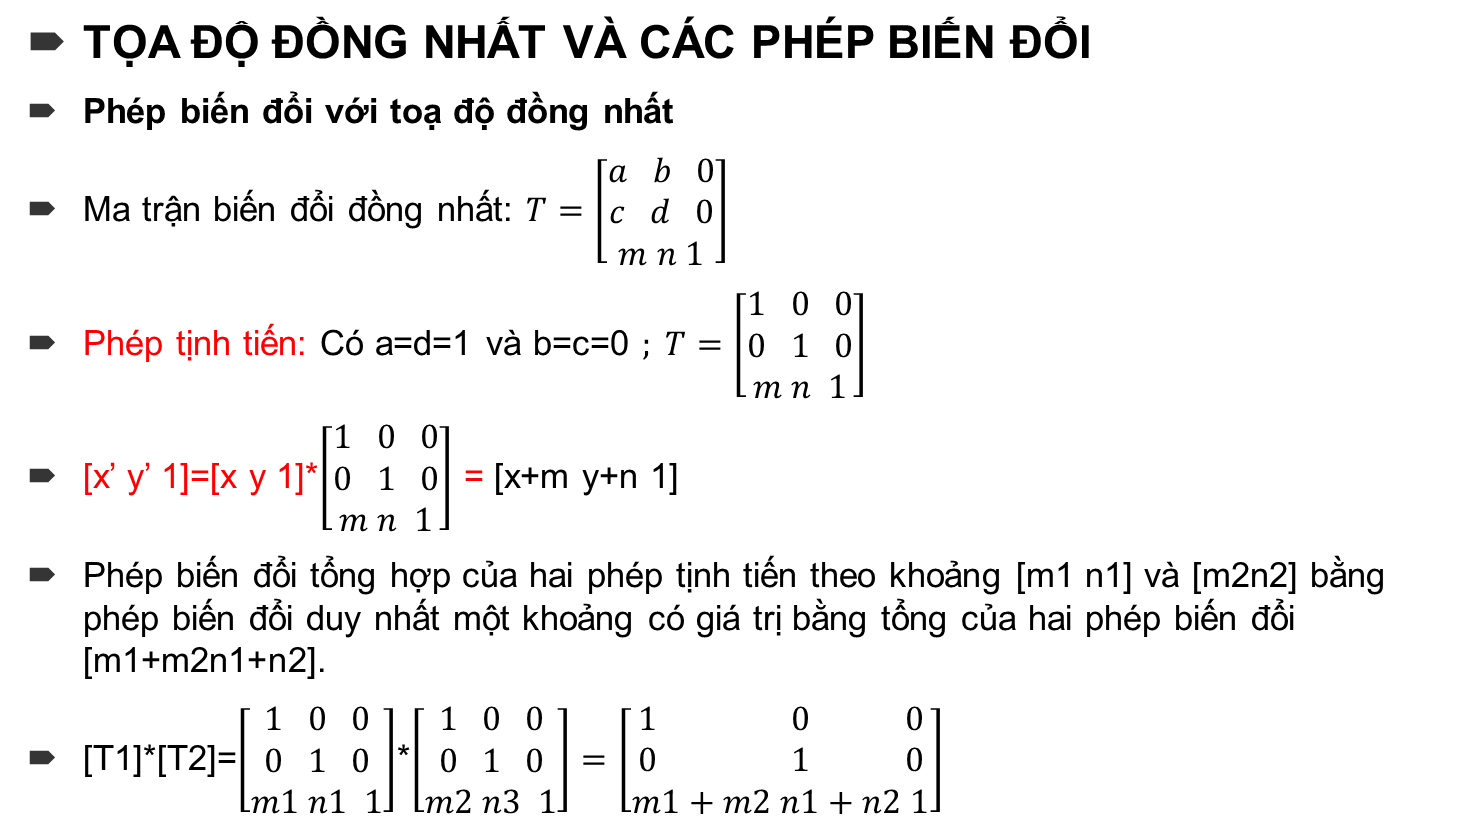 TỌA ĐỘ ĐỒNG NHẤT VÀ CÁC PHÉP BIẾN ĐỔI
Phép biến đổi với toạ độ đồng nhất
Ma trận biến đổi đồng nhất: T = [a b 0
c d 0
m n 1]
Phép tịnh tiến: Có a=d=1 và b=c=0 ; T = [1 0 0
0 1 0
m n 1]
[x’ y’ 1]=[x y 1]*[1 0 0
0 1 0
m n 1] = [x+m y+n 1]
Phép biến đổi tổng hợp của hai phép tịnh tiến theo khoảng [m1 n1] và [m2n2] bằng
phép biến đổi duy nhất một khoảng có giá trị bằng tổng của hai phép biến đổi
[m1+m2n1+n2].
[T1]*[T2]=[1 0 0
0 1 0
m1 n1 1]*[1 0 0
0 1 0
m2 n3 1] = [1 0 0
0 1 0
m1 + m2 n1 + n2 1]